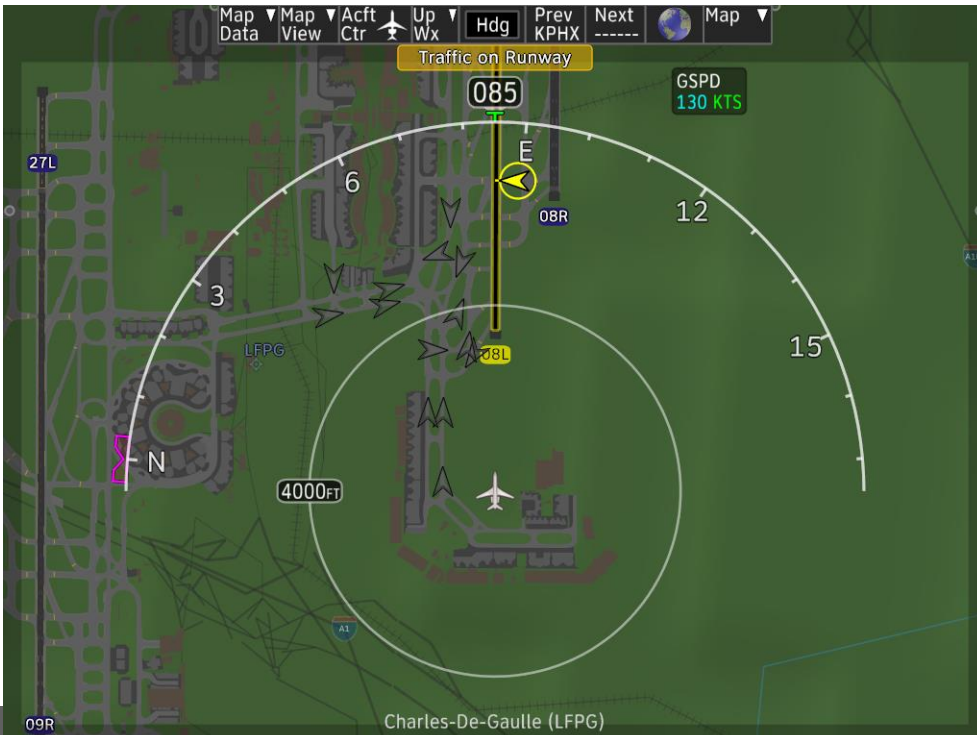 Map Data
Map View
Acft Ctr
Up Wx
Hdg
Prev KPHX
Next ------
Map
Traffic on Runway
085
GSPD
130 KTS
E
27L
6
12
08R
3
15
LFPG
08L
N
4000FT
A1
A1
Charles-De-Gaulle (LFPG)
09R